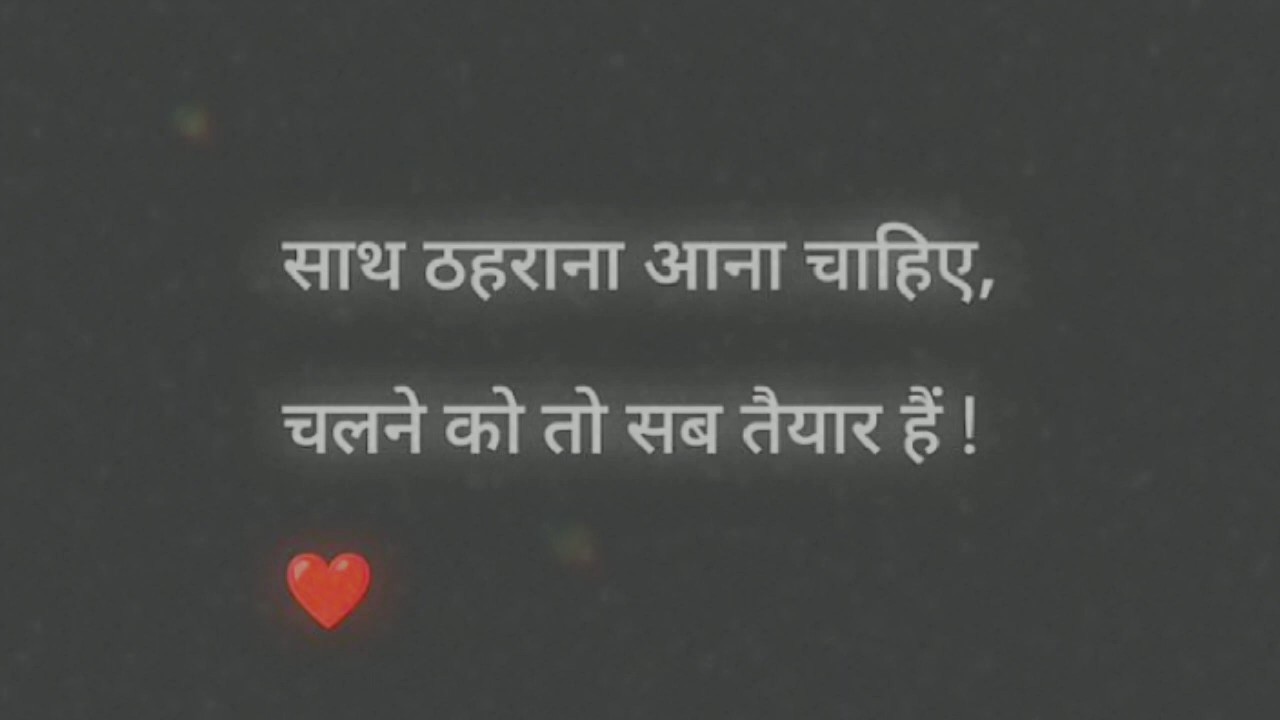 साथ ठहराना आना चाहिए,
चलने को तो सब तैयार हैं !
❤️